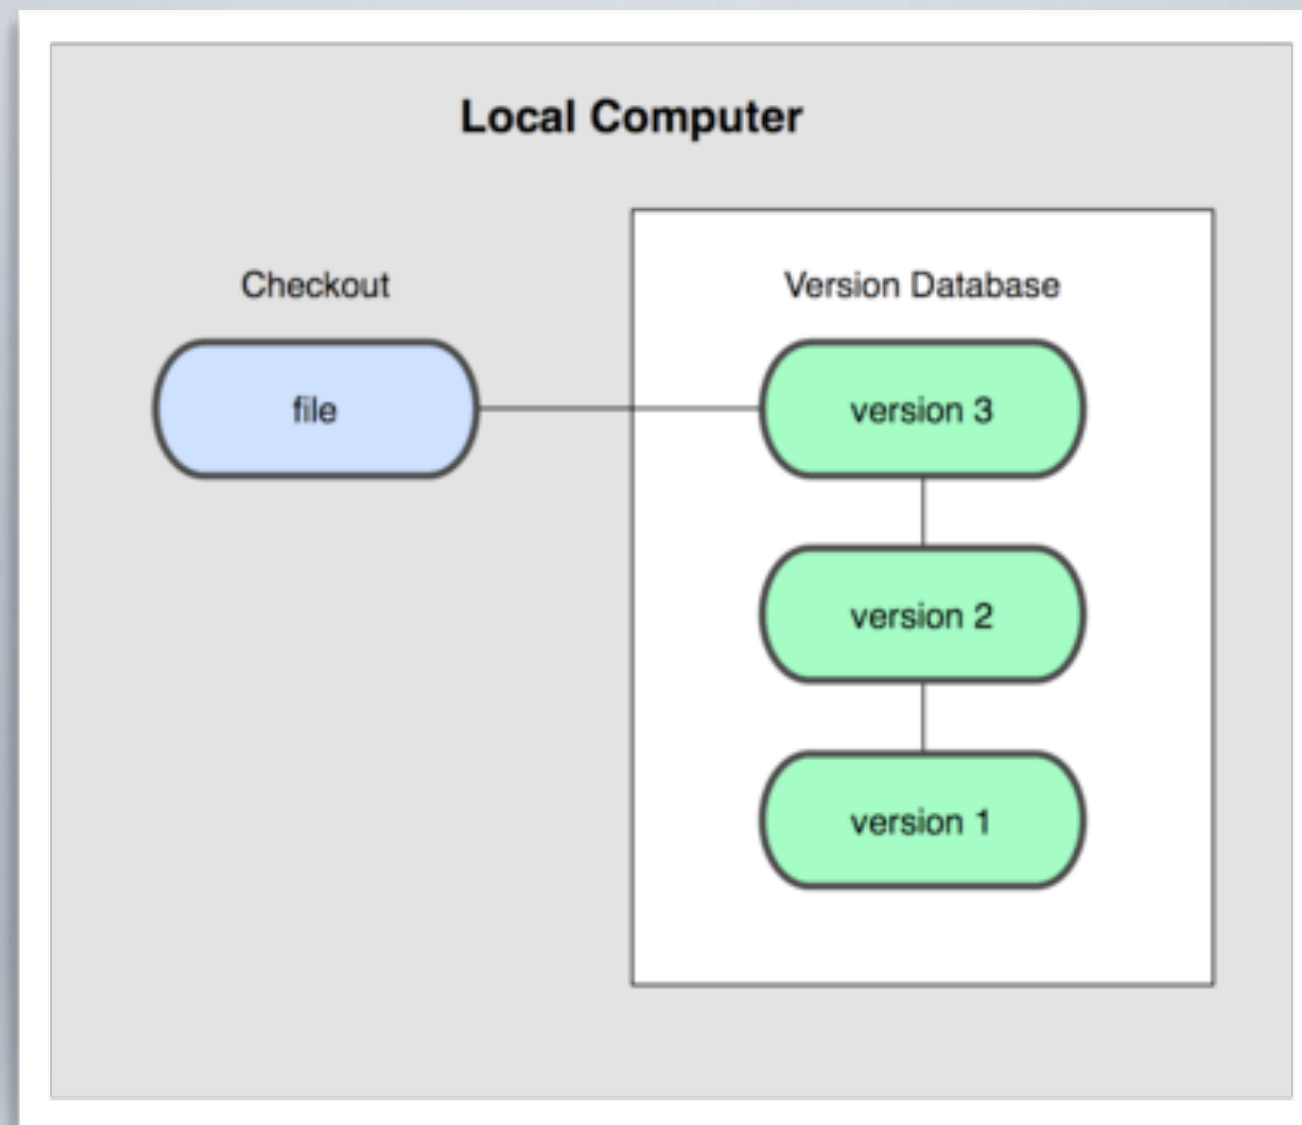 Local Computer
Checkout
Version Database
file
version 3
version 2
version 1